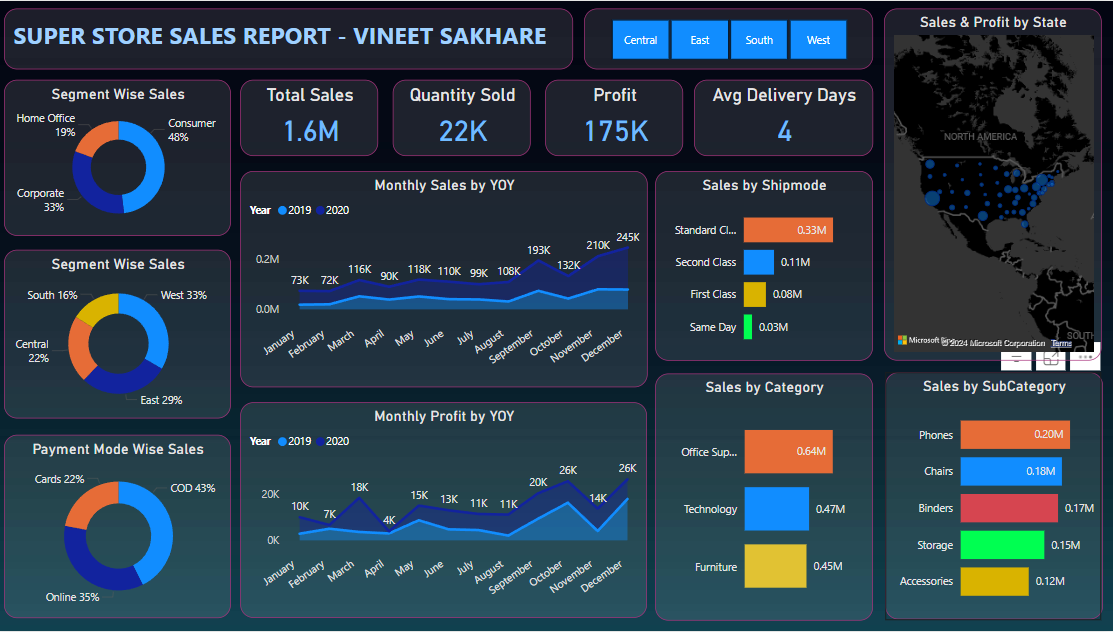 SUPER STORE SALES REPORT - VINEET SAKHARE
Central
East
South
West
Sales & Profit by State
NORTH AMERICA
SOUTH
© 2024 Microsoft Corporation
Terms
Segment Wise Sales
Home Office
19%
Consumer
48%
Corporate
33%
Total Sales
1.6M
Quantity Sold
22K
Profit
175K
Avg Delivery Days
4
Monthly Sales by YOY
Year
2019
2020
0.2M
0.0M
73K
72K
116K
90K
118K
110K
99K
108K
193K
132K
210K
245K
January
February
March
April
May
June
July
August
September
October
November
December
Sales by Shipmode
Standard Cl...
0.33M
Second Class
0.11M
First Class
0.08M
Same Day
0.03M
Segment Wise Sales
South 16%
West 33%
Central
22%
East 29%
Monthly Profit by YOY
Year
2019
2020
20K
0K
10K
7K
18K
4K
15K
13K
11K
11K
20K
26K
14K
26K
January
February
March
April
May
June
July
August
September
October
November
December
Sales by Category
Office Sup...
0.64M
Technology
0.47M
Furniture
0.45M
Sales by SubCategory
Phones
0.20M
Chairs
0.18M
Binders
0.17M
Storage
0.15M
Accessories
0.12M
Payment Mode Wise Sales
Cards 22%
COD 43%
Online 35%